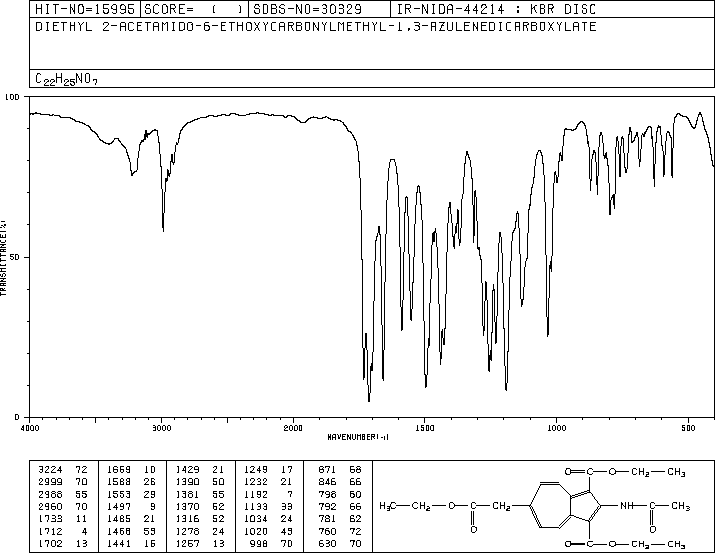 HIT-NO=15995 SCORE= ( ) SDBS-NO=30329 IR-NIDA-44214 : KBR DISC
DIETHYL 2-ACETAMIDO-6-ETHOXYCARBONYLMETHYL-1,3-AZULENEDICARBOXYLATE
C22H25NO7
100
50
0
TRANSMITTANCE(%)
4000 3000 2000 1500 1000 500
WAVENUMBER(-1)
3224 72 1659 10 1429 21 1249 17 871 68
2999 70 1588 26 1390 50 1232 21 846 66
2988 55 1553 29 1381 55 1192 7 798 60
2960 70 1497 9 1370 52 1133 33 792 66
1733 11 1485 21 1316 52 1034 24 781 62
1712 4 1468 59 1278 24 1020 49 760 72
1702 13 1441 16 1257 13 998 70 630 70
O=C—O—CH2—CH3
H3C—CH2—O—C—CH2 NH—C—CH3
O O
O=C—O—CH2—CH3